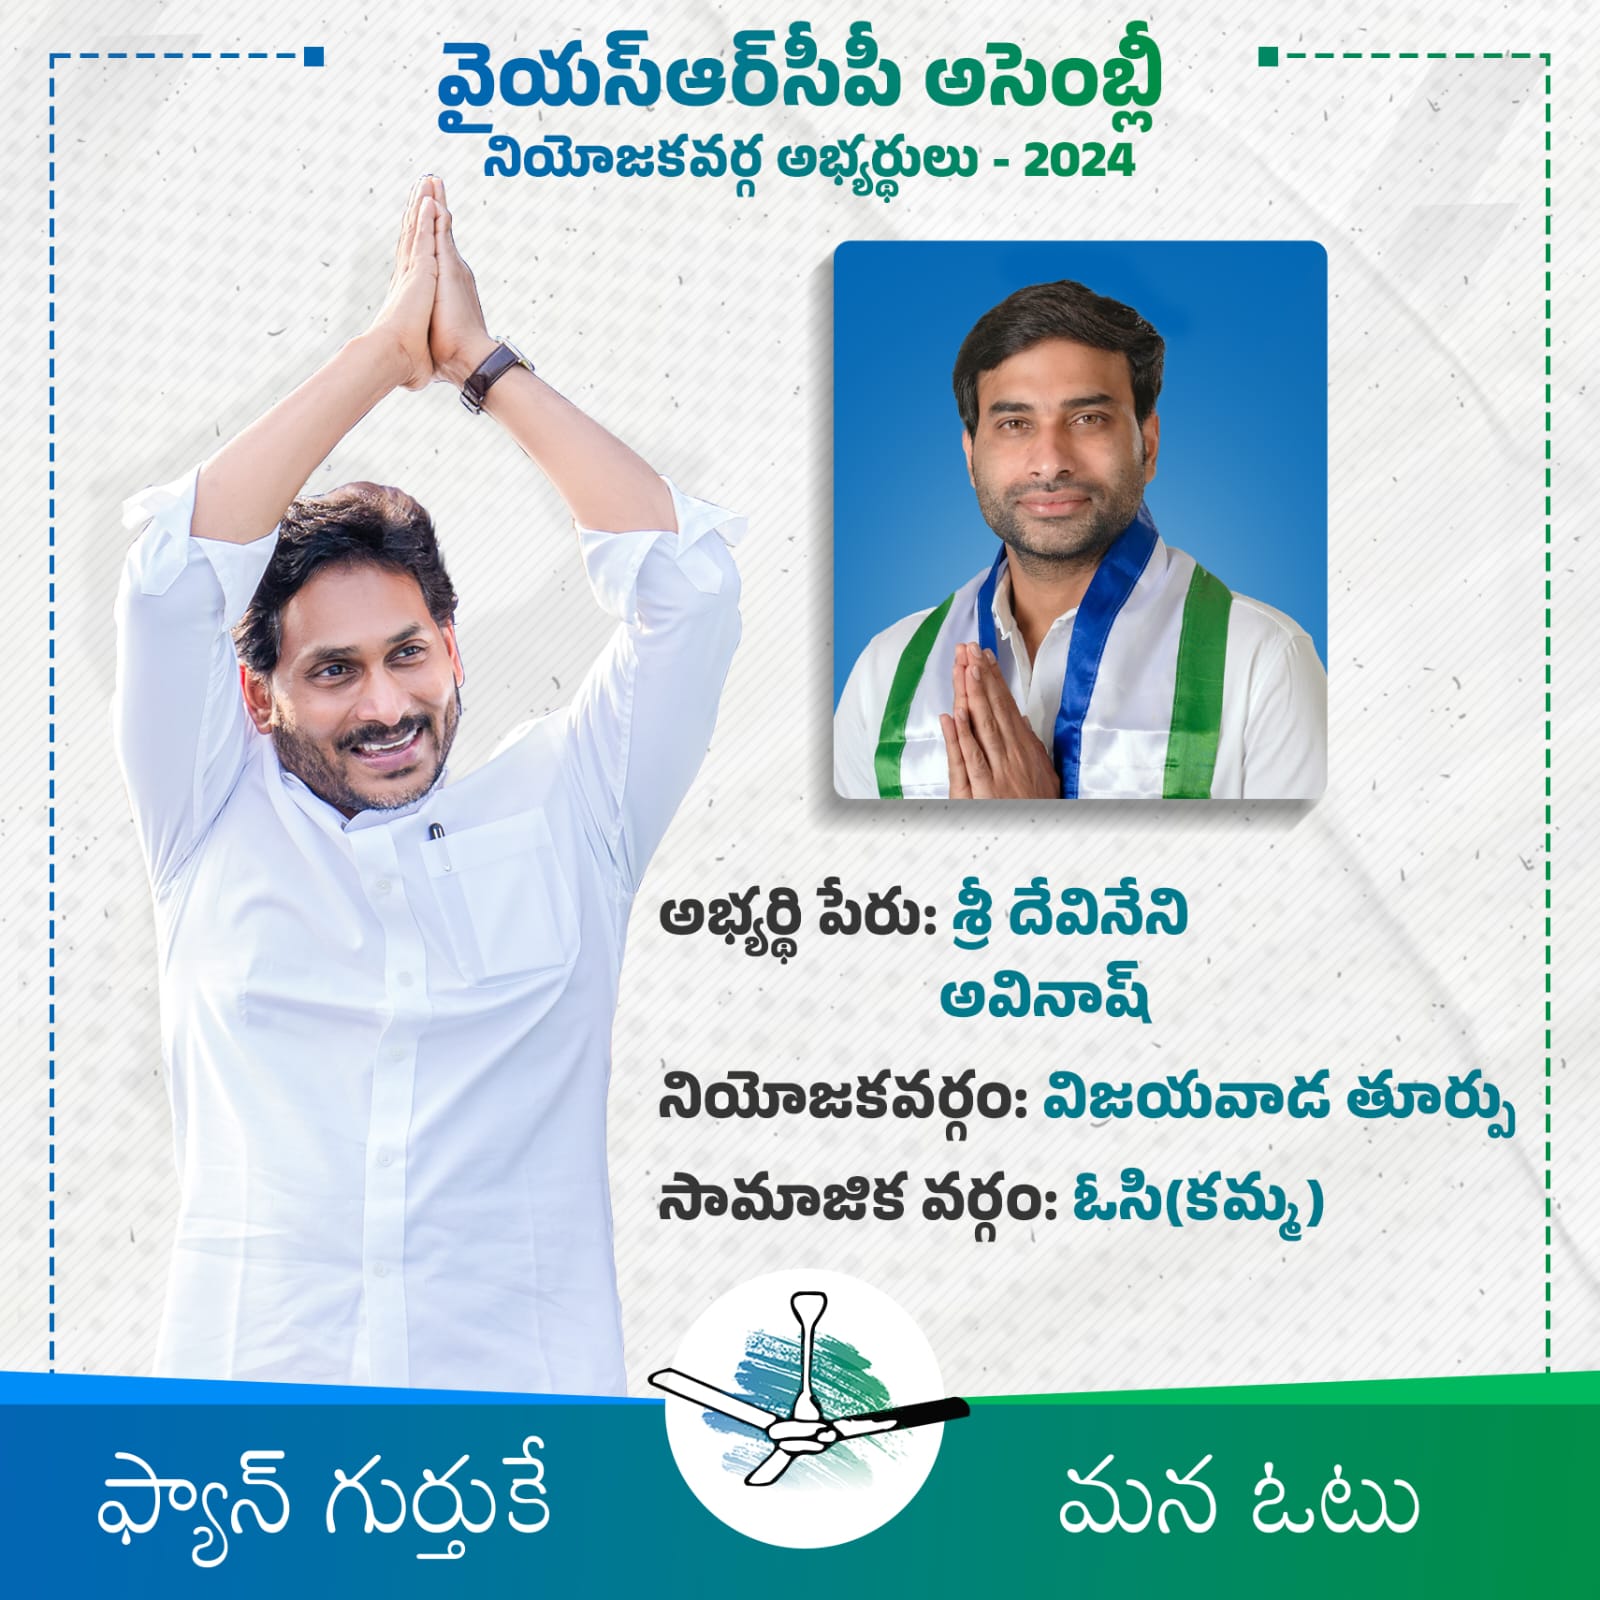 వైయస్ఆర్‌సీపీ అసెంబ్లీ
నియోజకవర్గ అభ్యర్థులు - 2024
అభ్యర్థి పేరు: శ్రీ దేవినేని
అవినాష్
నియోజకవర్గం: విజయవాడ తూర్పు
సామాజిక వర్గం: ఓసి(కమ్మ)
ఫ్యాన్ గుర్తుకే మన ఓటు